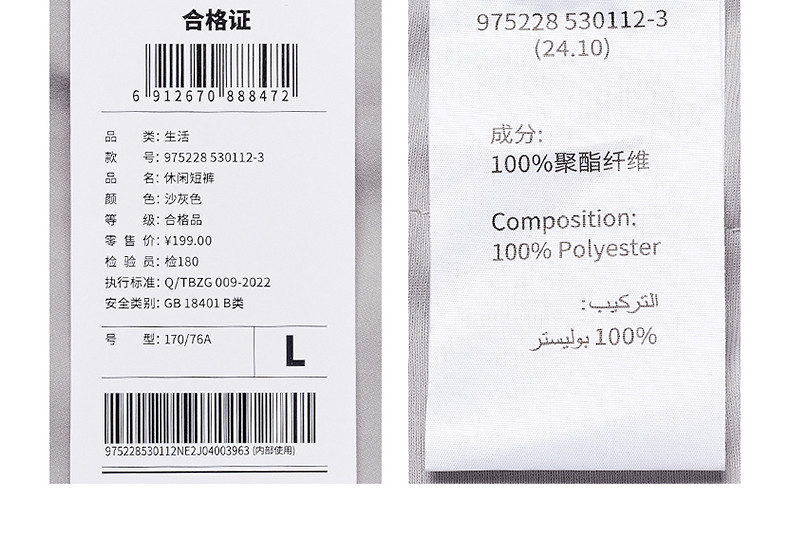 合格证
6 912670 888472
品 类: 生活
款 号: 975228 530112-3
品 名: 休闲短裤
颜 色: 沙灰色
等 级: 合格品
零 售 价: ¥199.00
检 验 员: 检180
执行标准: Q/TBZG 009-2022
安全类别: GB 18401 B类
号 型: 170/76A
L
975228530112NE2J04003963 (内部使用)
975228 530112-3
(24.10)
成分:
100%聚酯纤维
Composition:
100% Polyester
التركيب:
100% بوليستر